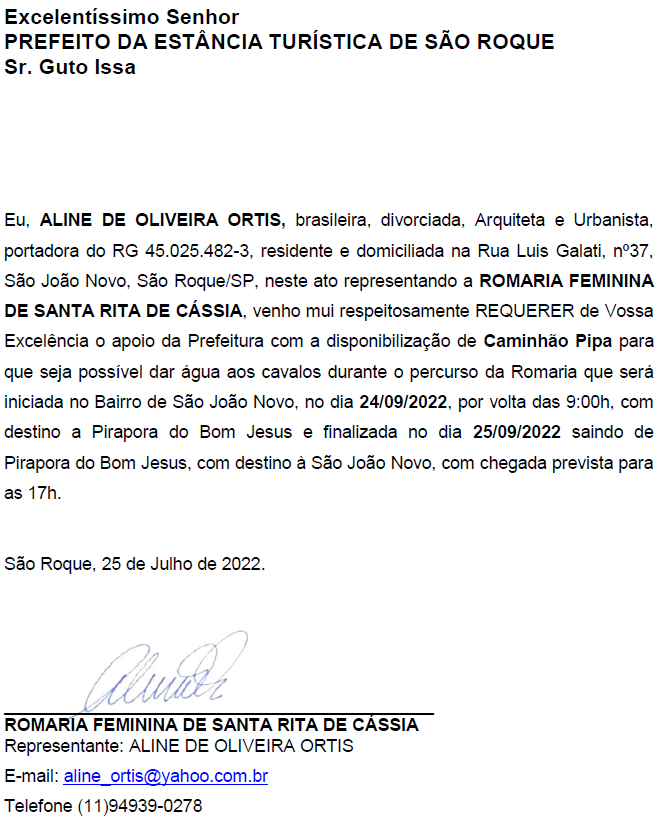 Excelentíssimo Senhor
PREFEITO DA ESTÂNCIA TURÍSTICA DE SÃO ROQUE
Sr. Guto Issa
Eu, ALINE DE OLIVEIRA ORTIS, brasileira, divorciada, Arquiteta e Urbanista,
portadora do RG 45.025.482-3, residente e domiciliada na Rua Luis Galati, nº37,
São João Novo, São Roque/SP, neste ato representando a ROMARIA FEMININA
DE SANTA RITA DE CÁSSIA, venho mui respeitosamente REQUERER de Vossa
Excelência o apoio da Prefeitura com a disponibilização de Caminhão Pipa para
que seja possível dar água aos cavalos durante o percurso da Romaria que será
iniciada no Bairro de São João Novo, no dia 24/09/2022, por volta das 9:00h, com
destino a Pirapora do Bom Jesus e finalizada no dia 25/09/2022 saindo de
Pirapora do Bom Jesus, com destino à São João Novo, com chegada prevista para
as 17h.
São Roque, 25 de Julho de 2022.
ROMARIA FEMININA DE SANTA RITA DE CÁSSIA
Representante: ALINE DE OLIVEIRA ORTIS
E-mail: aline_ortis@yahoo.com.br
Telefone (11)94939-0278